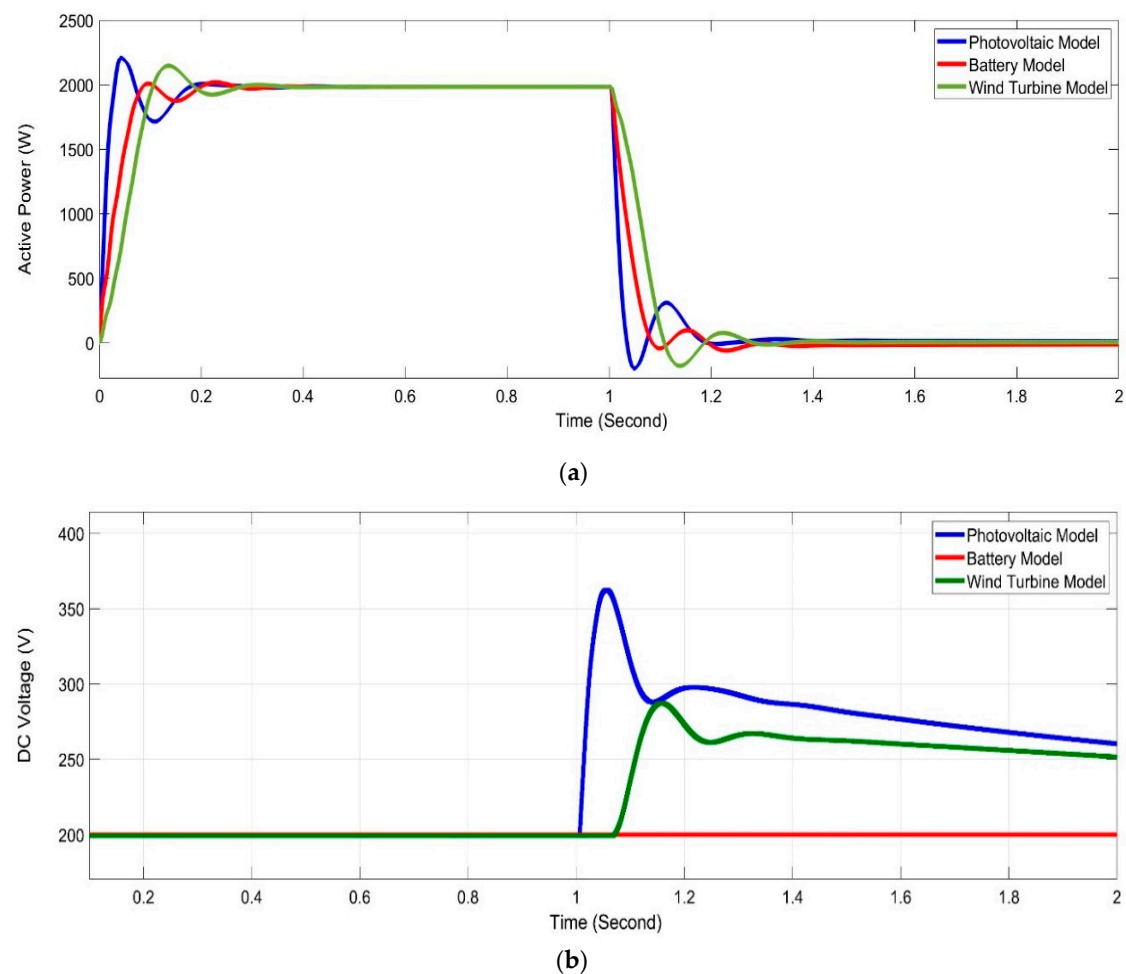 2500
2000
1500
1000
500
0
Active Power (W)
Photovoltaic Model
Battery Model
Wind Turbine Model
0 0.2 0.4 0.6 0.8 1 1.2 1.4 1.6 1.8 2
Time (Second)
(a)
400
350
300
250
200
DC Voltage (V)
Photovoltaic Model
Battery Model
Wind Turbine Model
0.2 0.4 0.6 0.8 1 1.2 1.4 1.6 1.8 2
Time (Second)
(b)